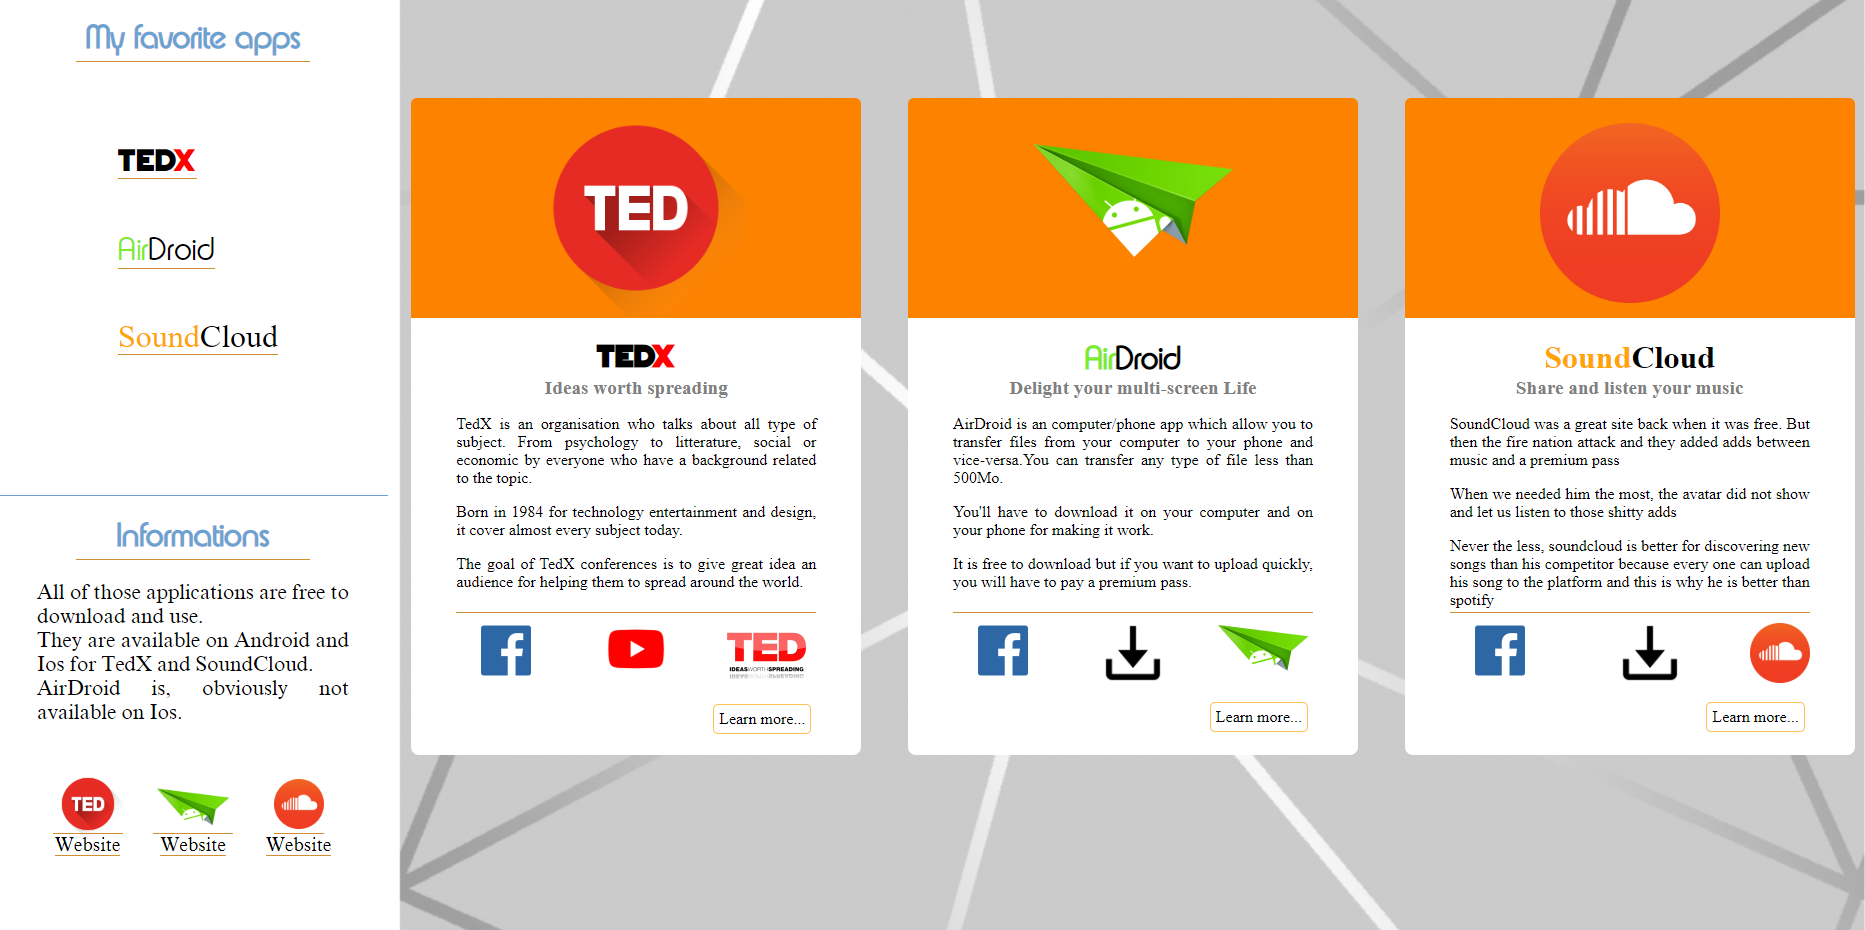 My favorite apps
TEDX
AirDroid
SoundCloud
Informations
All of those applications are free to
download and use.
They are available on Android and
Ios for TedX and SoundCloud.
AirDroid is, obviously not
available on Ios.
TED
Website
Website
Website
TED
TEDX
Ideas worth spreading
TedX is an organisation who talks about all type of
subject. From psychology to litterature, social or
economic by everyone who have a background related
to the topic.
Born in 1984 for technology entertainment and design,
it cover almost every subject today.
The goal of TedX conferences is to give great idea an
audience for helping them to spread around the world.
TED
IDEAS WORTH SPREADING
Learn more...
AirDroid
Delight your multi-screen Life
AirDroid is an computer/phone app which allow you to
transfer files from your computer to your phone and
vice-versa.You can transfer any type of file less than
500Mo.
You'll have to download it on your computer and on
your phone for making it work.
It is free to download but if you want to upload quickly,
you will have to pay a premium pass.
Learn more...
SoundCloud
Share and listen your music
SoundCloud was a great site back when it was free. But
then the fire nation attack and they added adds between
music and a premium pass
When we needed him the most, the avatar did not show
and let us listen to those shitty adds
Never the less, soundcloud is better for discovering new
songs than his competitor because every one can upload
his song to the platform and this is why he is better than
spotify
Learn more...